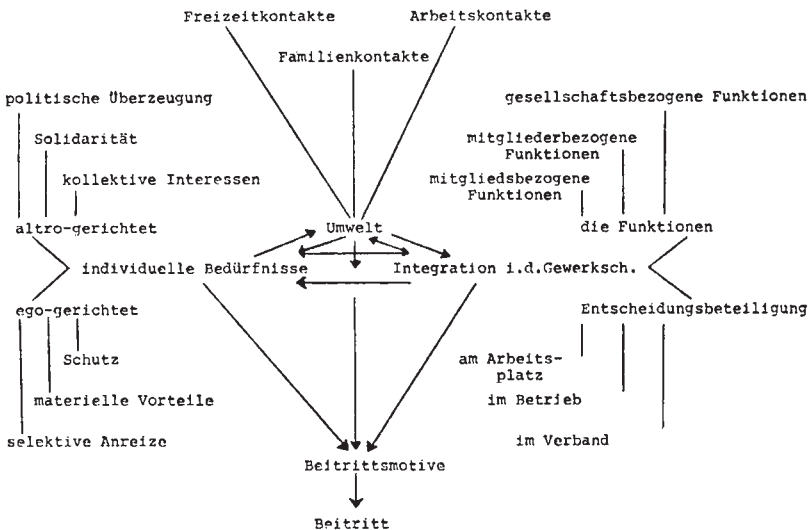 Freizeitkontakte
Arbeitskontakte
Familienkontakte
politische Überzeugung
gesellschaftsbezogene Funktionen
Solidarität
mitgliederbezogene
Funktionen
kollektive Interessen
mitgliedsbezogene
Funktionen
altro-gerichtet
Umwelt
die Funktionen
individuelle Bedürfnisse
Integration i.d.Gewerksch.
ego-gerichtet
Entscheidungsbeteiligung
Schutz
am Arbeits-
platz
materielle Vorteile
im Betrieb
selektive Anreize
im Verband
Beitrittsmotive
Beitritt